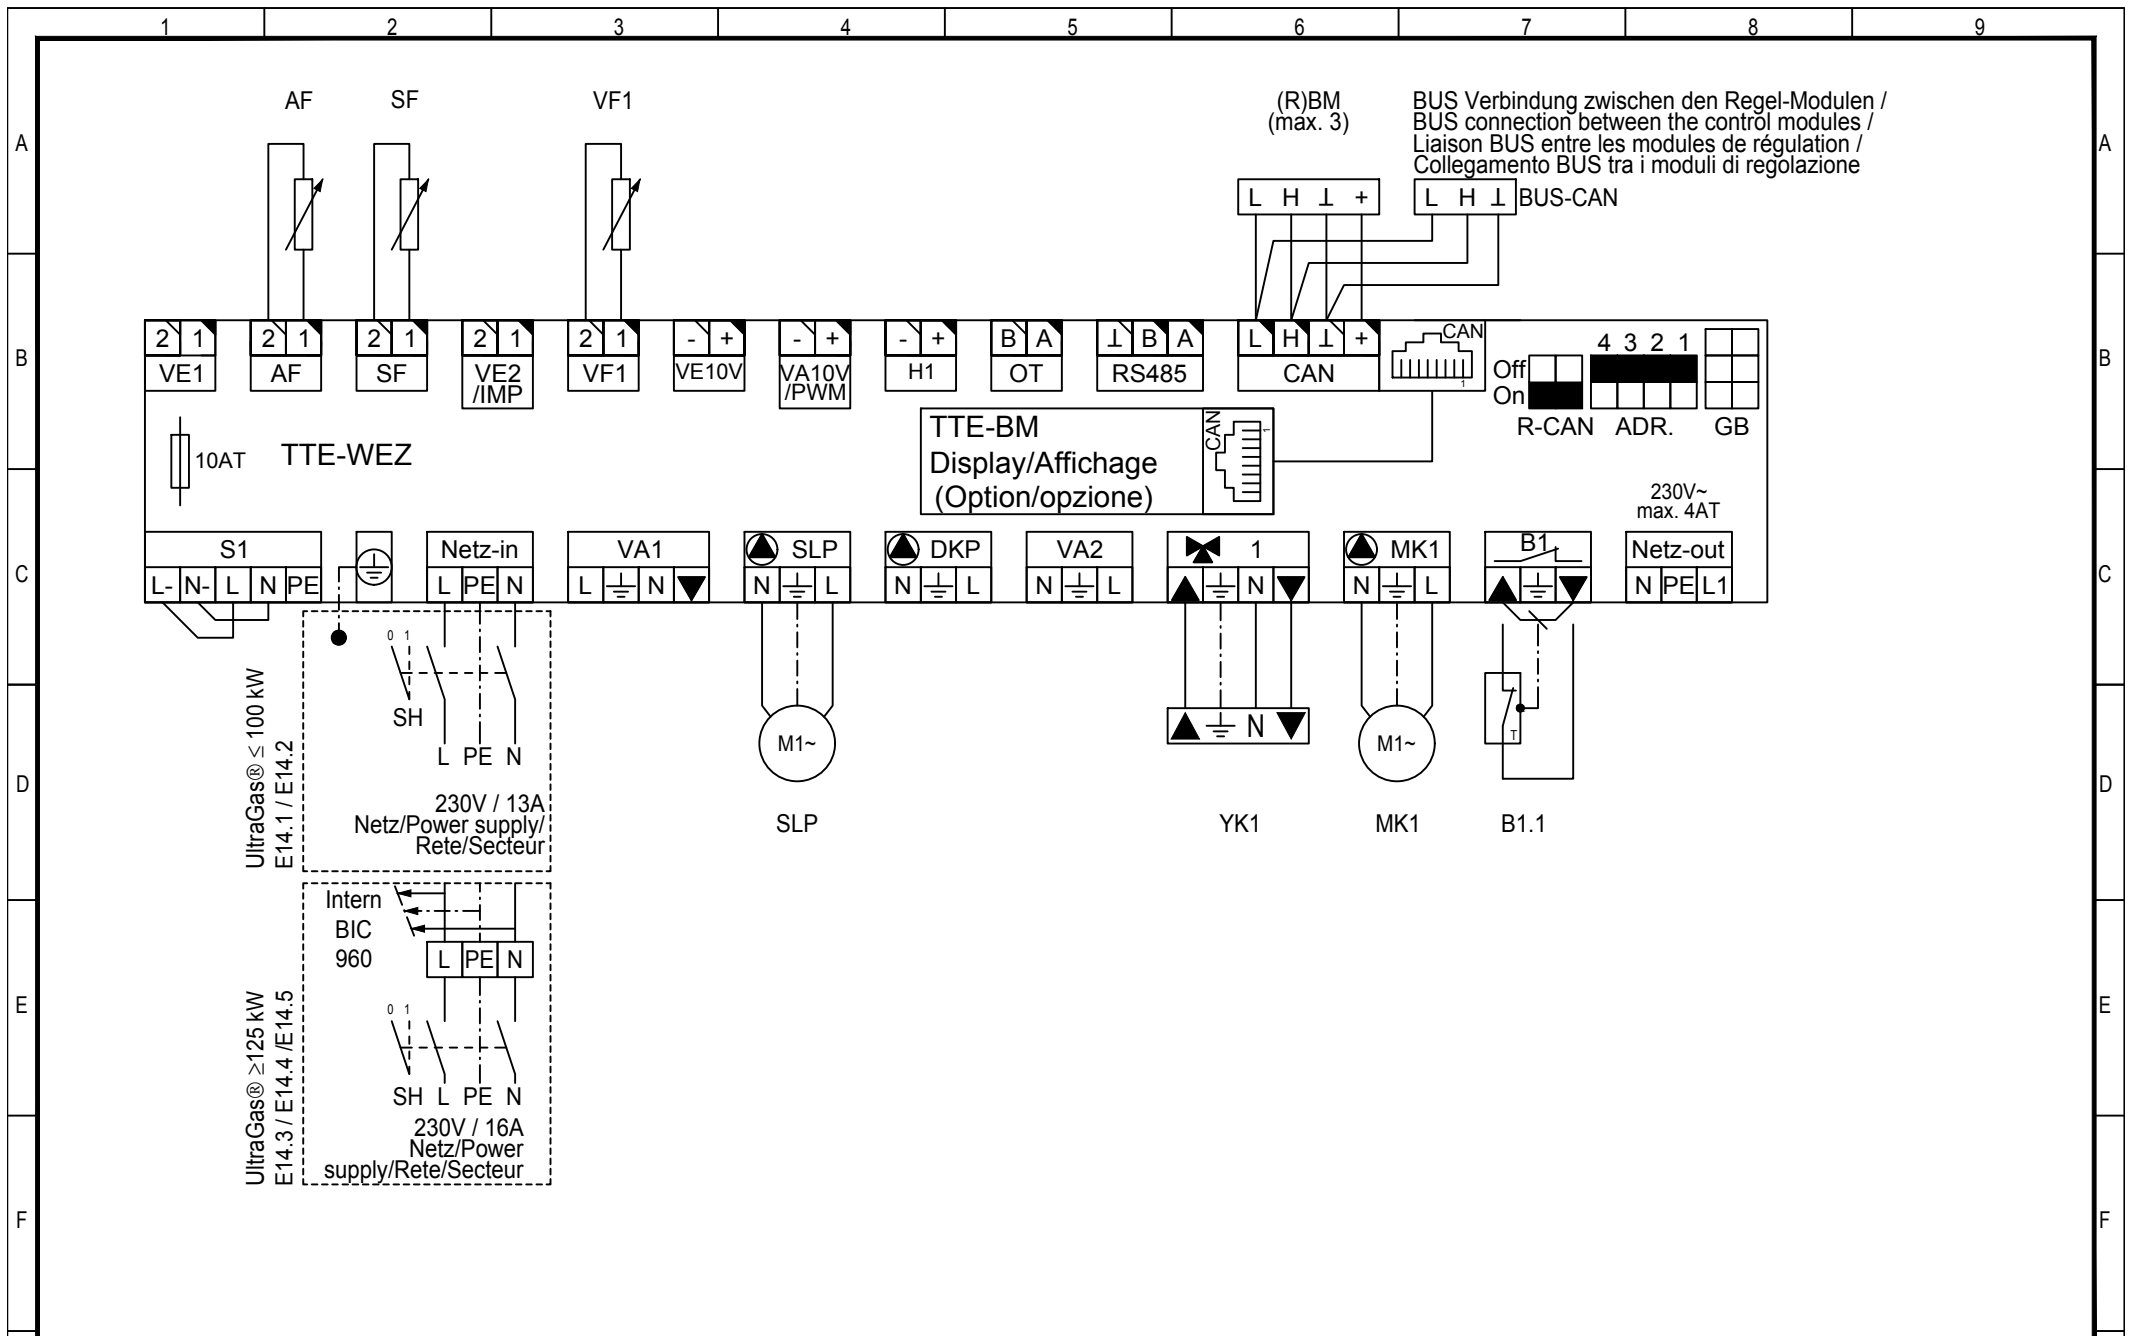 1 2 3 4 5 6 7 8 9
AF SF VF1 (R)BM
(max. 3)
BUS Verbindung zwischen den Regel-Modulen /
BUS connection between the control modules /
Liaison BUS entre les modules de régulation /
Collegamento BUS tra i moduli di regolazione
A A
L H ⊥ + L H ⊥ BUS-CAN
2 1 2 1 2 1 2 1 2 1 - + - + - + B A ⊥ B A L H ⊥ + CAN
1
VE1 AF SF VE2
/IMP
VF1 VE10V VA10V
/PWM
H1 OT RS485 CAN
Off
On
R-CAN
4 3 2 1
ADR.
GB
B B
10AT TTE-WEZ
TTE-BM
Display/Affichage
(Option/opzione)
CAN
1
230V~
max. 4AT
S1 Netz-in VA1 SLP DKP VA2 1 MK1 B1 Netz-out
C C
L- N- L N PE L PE N L N N L N L N L N N L N PE L1
0 1
SH
L PE N
230V / 13A
Netz/Power supply/
Rete/Secteur
UltraGas® ≤ 100 kW
E14.1 / E14.2
M1~ N M1~ T
D D
SLP YK1 MK1 B1.1
Intern
BIC
960
L PE N
0 1
SH L PE N
230V / 16A
Netz/Power
supply/Rete/Secteur
UltraGas® ≥125 kW
E14.3 / E14.4 /E14.5
E E
F F